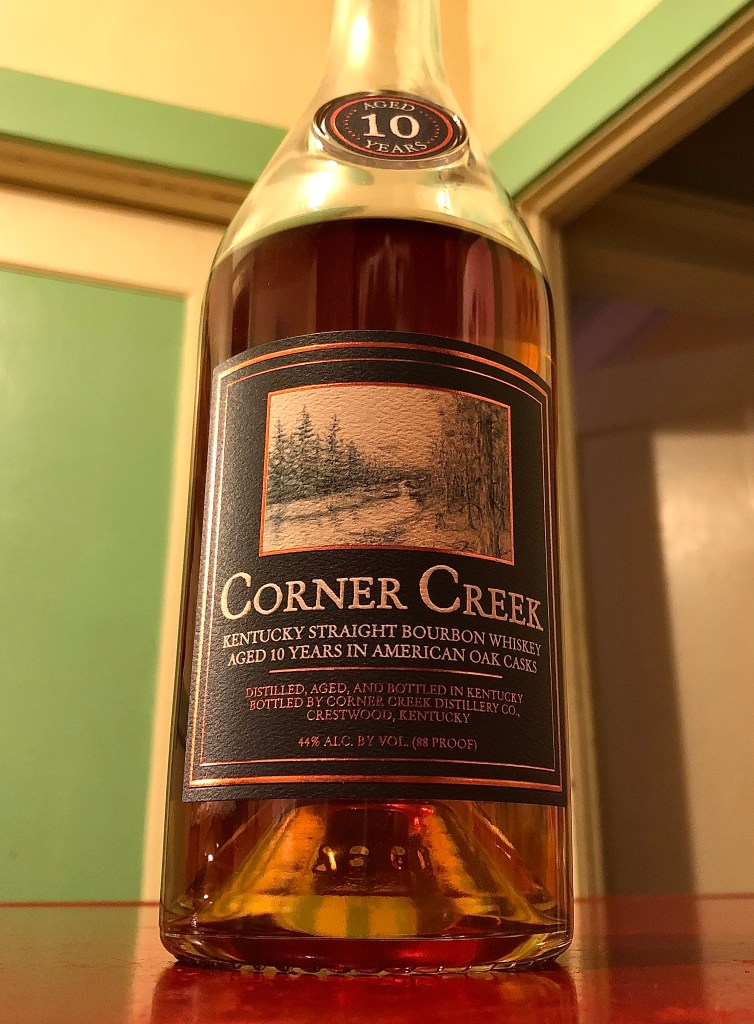 AGED
10
YEARS
CORNER CREEK
KENTUCKY STRAIGHT BOURBON WHISKEY
AGED 10 YEARS IN AMERICAN OAK CASKS
DISTILLED, AGED, AND BOTTLED IN KENTUCKY
BOTTLED BY CORNER CREEK DISTILLERY CO.,
CRESTWOOD, KENTUCKY
44% ALC. BY VOL. (88 PROOF)